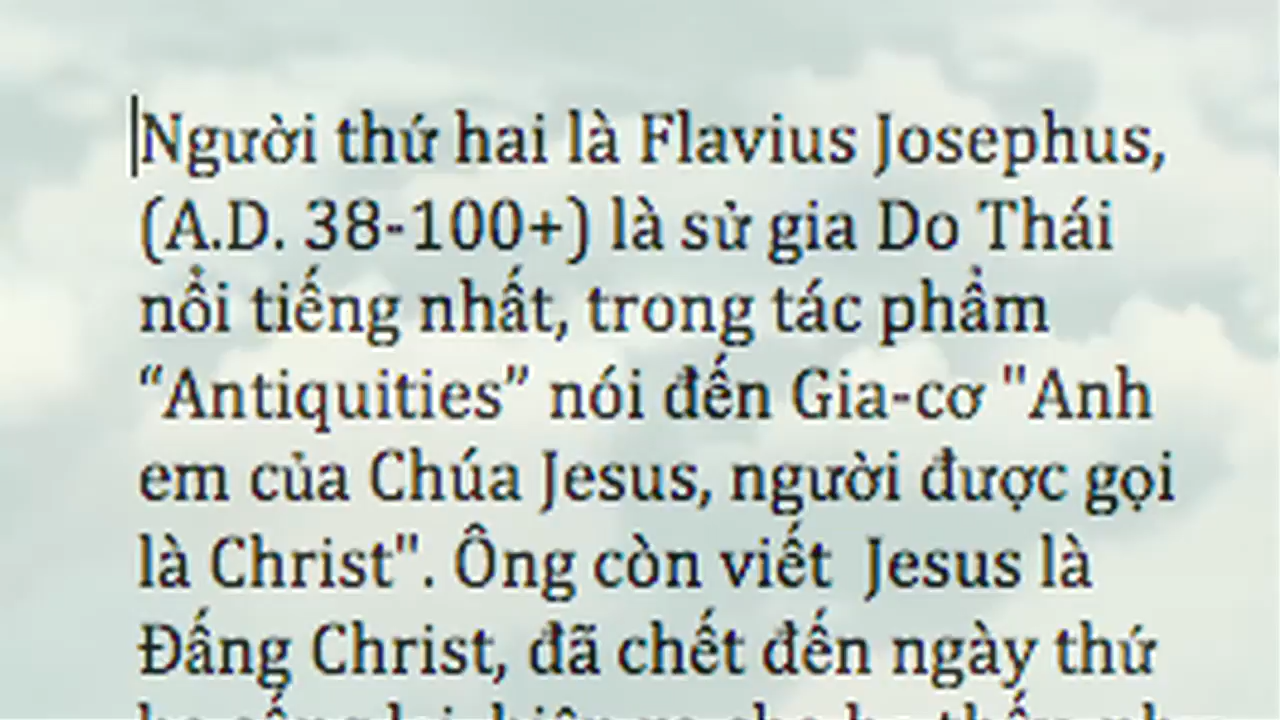 Người thứ hai là Flavius Josephus,
(A.D. 38-100+) là sử gia Do Thái
nổi tiếng nhất, trong tác phẩm
“Antiquities” nói đến Gia-cơ "Anh
em của Chúa Jesus, người được gọi
là Christ". Ông còn viết  Jesus là
Đấng Christ, đã chết đến ngày thứ